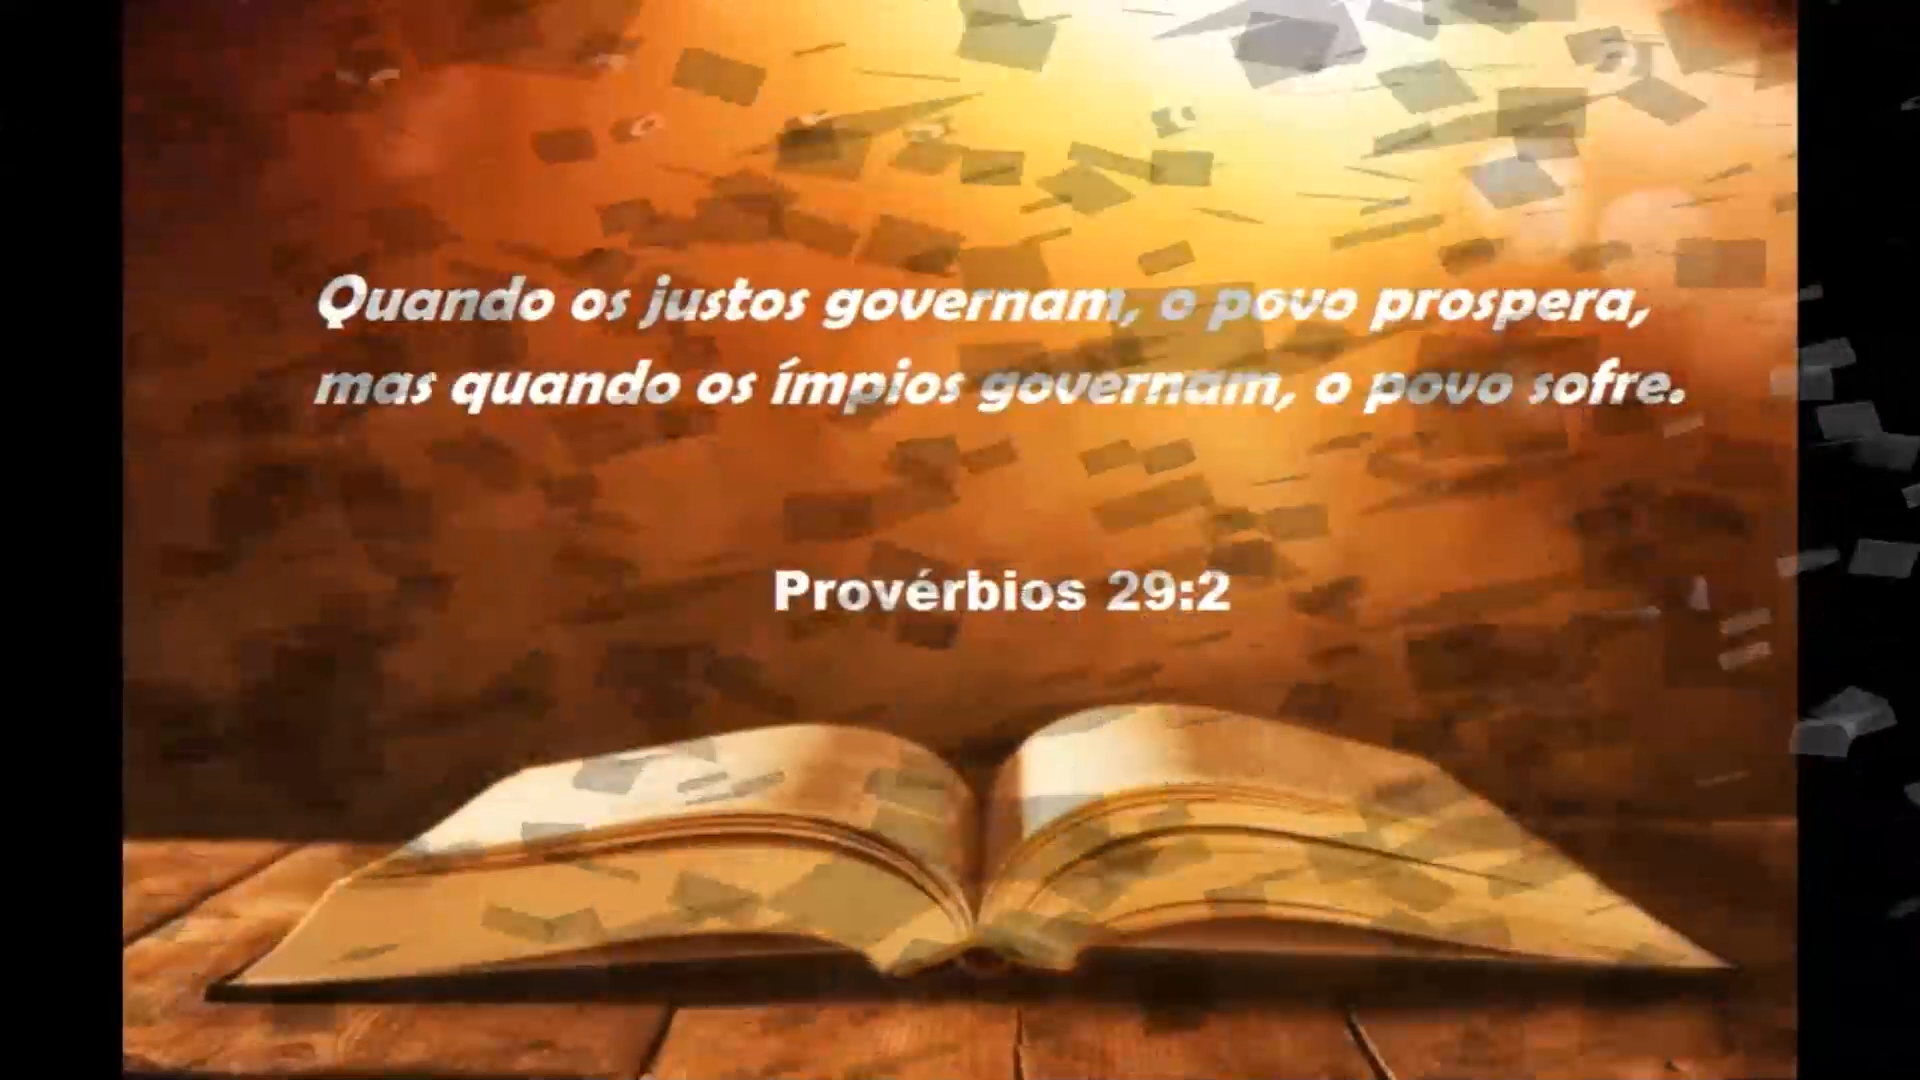 Quando os justos governam, o povo prospera,
mas quando os ímpios governam, o povo sofre.
Provérbios 29:2